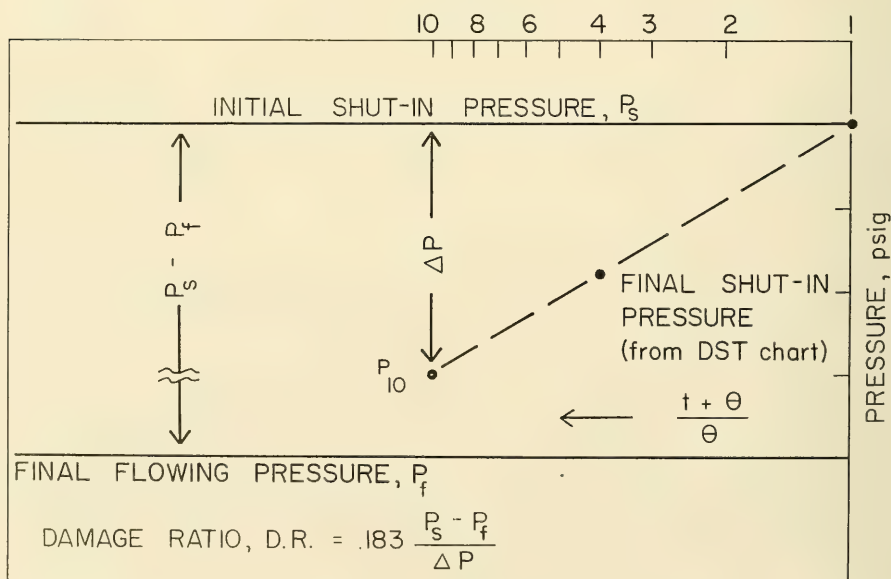 10 8 6 4 3 2 1
INITIAL SHUT-IN PRESSURE, Ps
Ps - Pf
ΔP
FINAL SHUT-IN
PRESSURE
(from DST chart)
P10
t + θ
θ
PRESSURE, psig
FINAL FLOWING PRESSURE, Pf
DAMAGE RATIO, D.R. = .183 Ps - Pf
ΔP